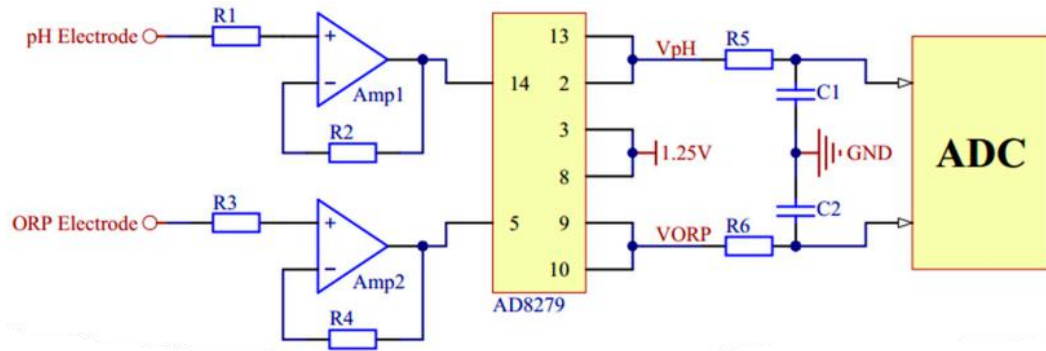 pH Electrode
R1
+
−
Amp1
R2
ORP Electrode
R3
+
−
Amp2
R4
14
5
13
2
3
8
9
10
AD8279
VpH
1.25V
VORP
R5
R6
C1
GND
C2
ADC